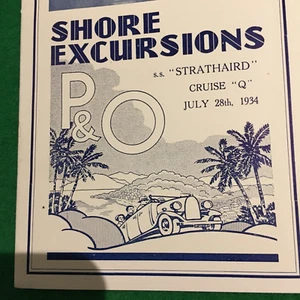 SHORE
EXCURSIONS
P&O
s.s. "STRATHAIRD"
CRUISE "Q"
JULY 28th, 1934